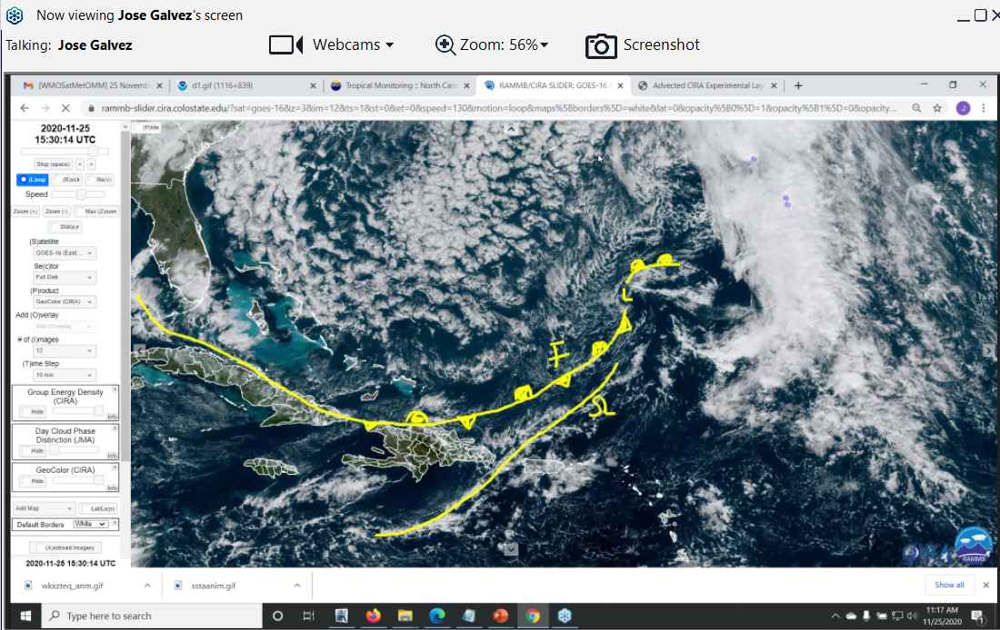 Now viewing Jose Galvez's screen
Talking: Jose Galvez
Webcams
Zoom: 56%
Screenshot
[WMOSatMetOMM] 25 Novemb
d1.gif (1116×839)
Tropical Monitoring :: North Carc
RAMMB/CIRA SLIDER: GOES-16
Advected CIRA Experimental Lay
rammb-slider.cira.colostate.edu/?sat=goes-16&z=3&im=12&ts=1&st=0&et=0&speed=130&motion=loop&maps%5Bborders%5D=white&lat=0&opacity%5B0%5D=1&opacity%5B1%5D=0&opacity...
J
2020-11-25
15:30:14 UTC
(H)ide
Stop (space)
<
>
(L)oop
(R)ock
Re(v)
Speed
Zoom (+)
Zoom (-)
Max (Z)oom
Slid(e)r
(S)atellite
GOES-16 (East...
Se(c)tor
Full Disk
(P)roduct
GeoColor (CIRA)
Add (O)verlay
Add (O)verlay
# of (I)mages
12
(T)ime Step
10 min
Group Energy Density
(CIRA)
Hide
Info
Day Cloud Phase
Distinction (JMA)
Hide
Info
GeoColor (CIRA)
Hide
Info
Add Map
Lat/Lo(n)
Default Borders
White
(A)rchived Imagery
2020-11-25 15:30:14 UTC
L
F
RAMMB
wkxzteq_anm.gif
sstaanim.gif
Show all
Type here to search
11:17 AM
11/25/2020
1